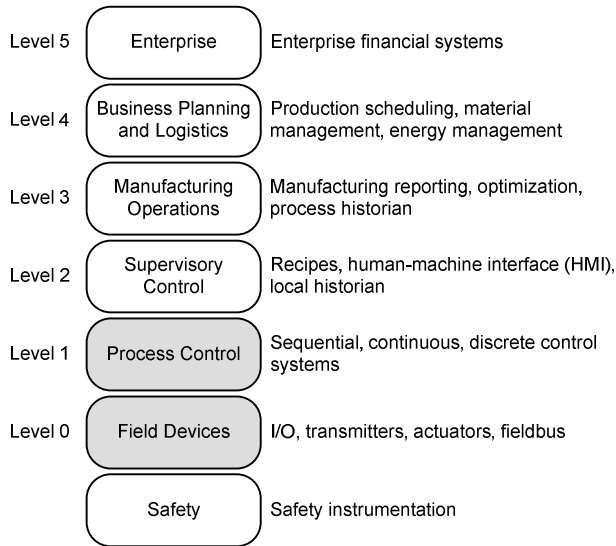 Level 5
Enterprise
Enterprise financial systems
Level 4
Business Planning
and Logistics
Production scheduling, material
management, energy management
Level 3
Manufacturing
Operations
Manufacturing reporting, optimization,
process historian
Level 2
Supervisory
Control
Recipes, human-machine interface (HMI),
local historian
Level 1
Process Control
Sequential, continuous, discrete control
systems
Level 0
Field Devices
I/O, transmitters, actuators, fieldbus
Safety
Safety instrumentation